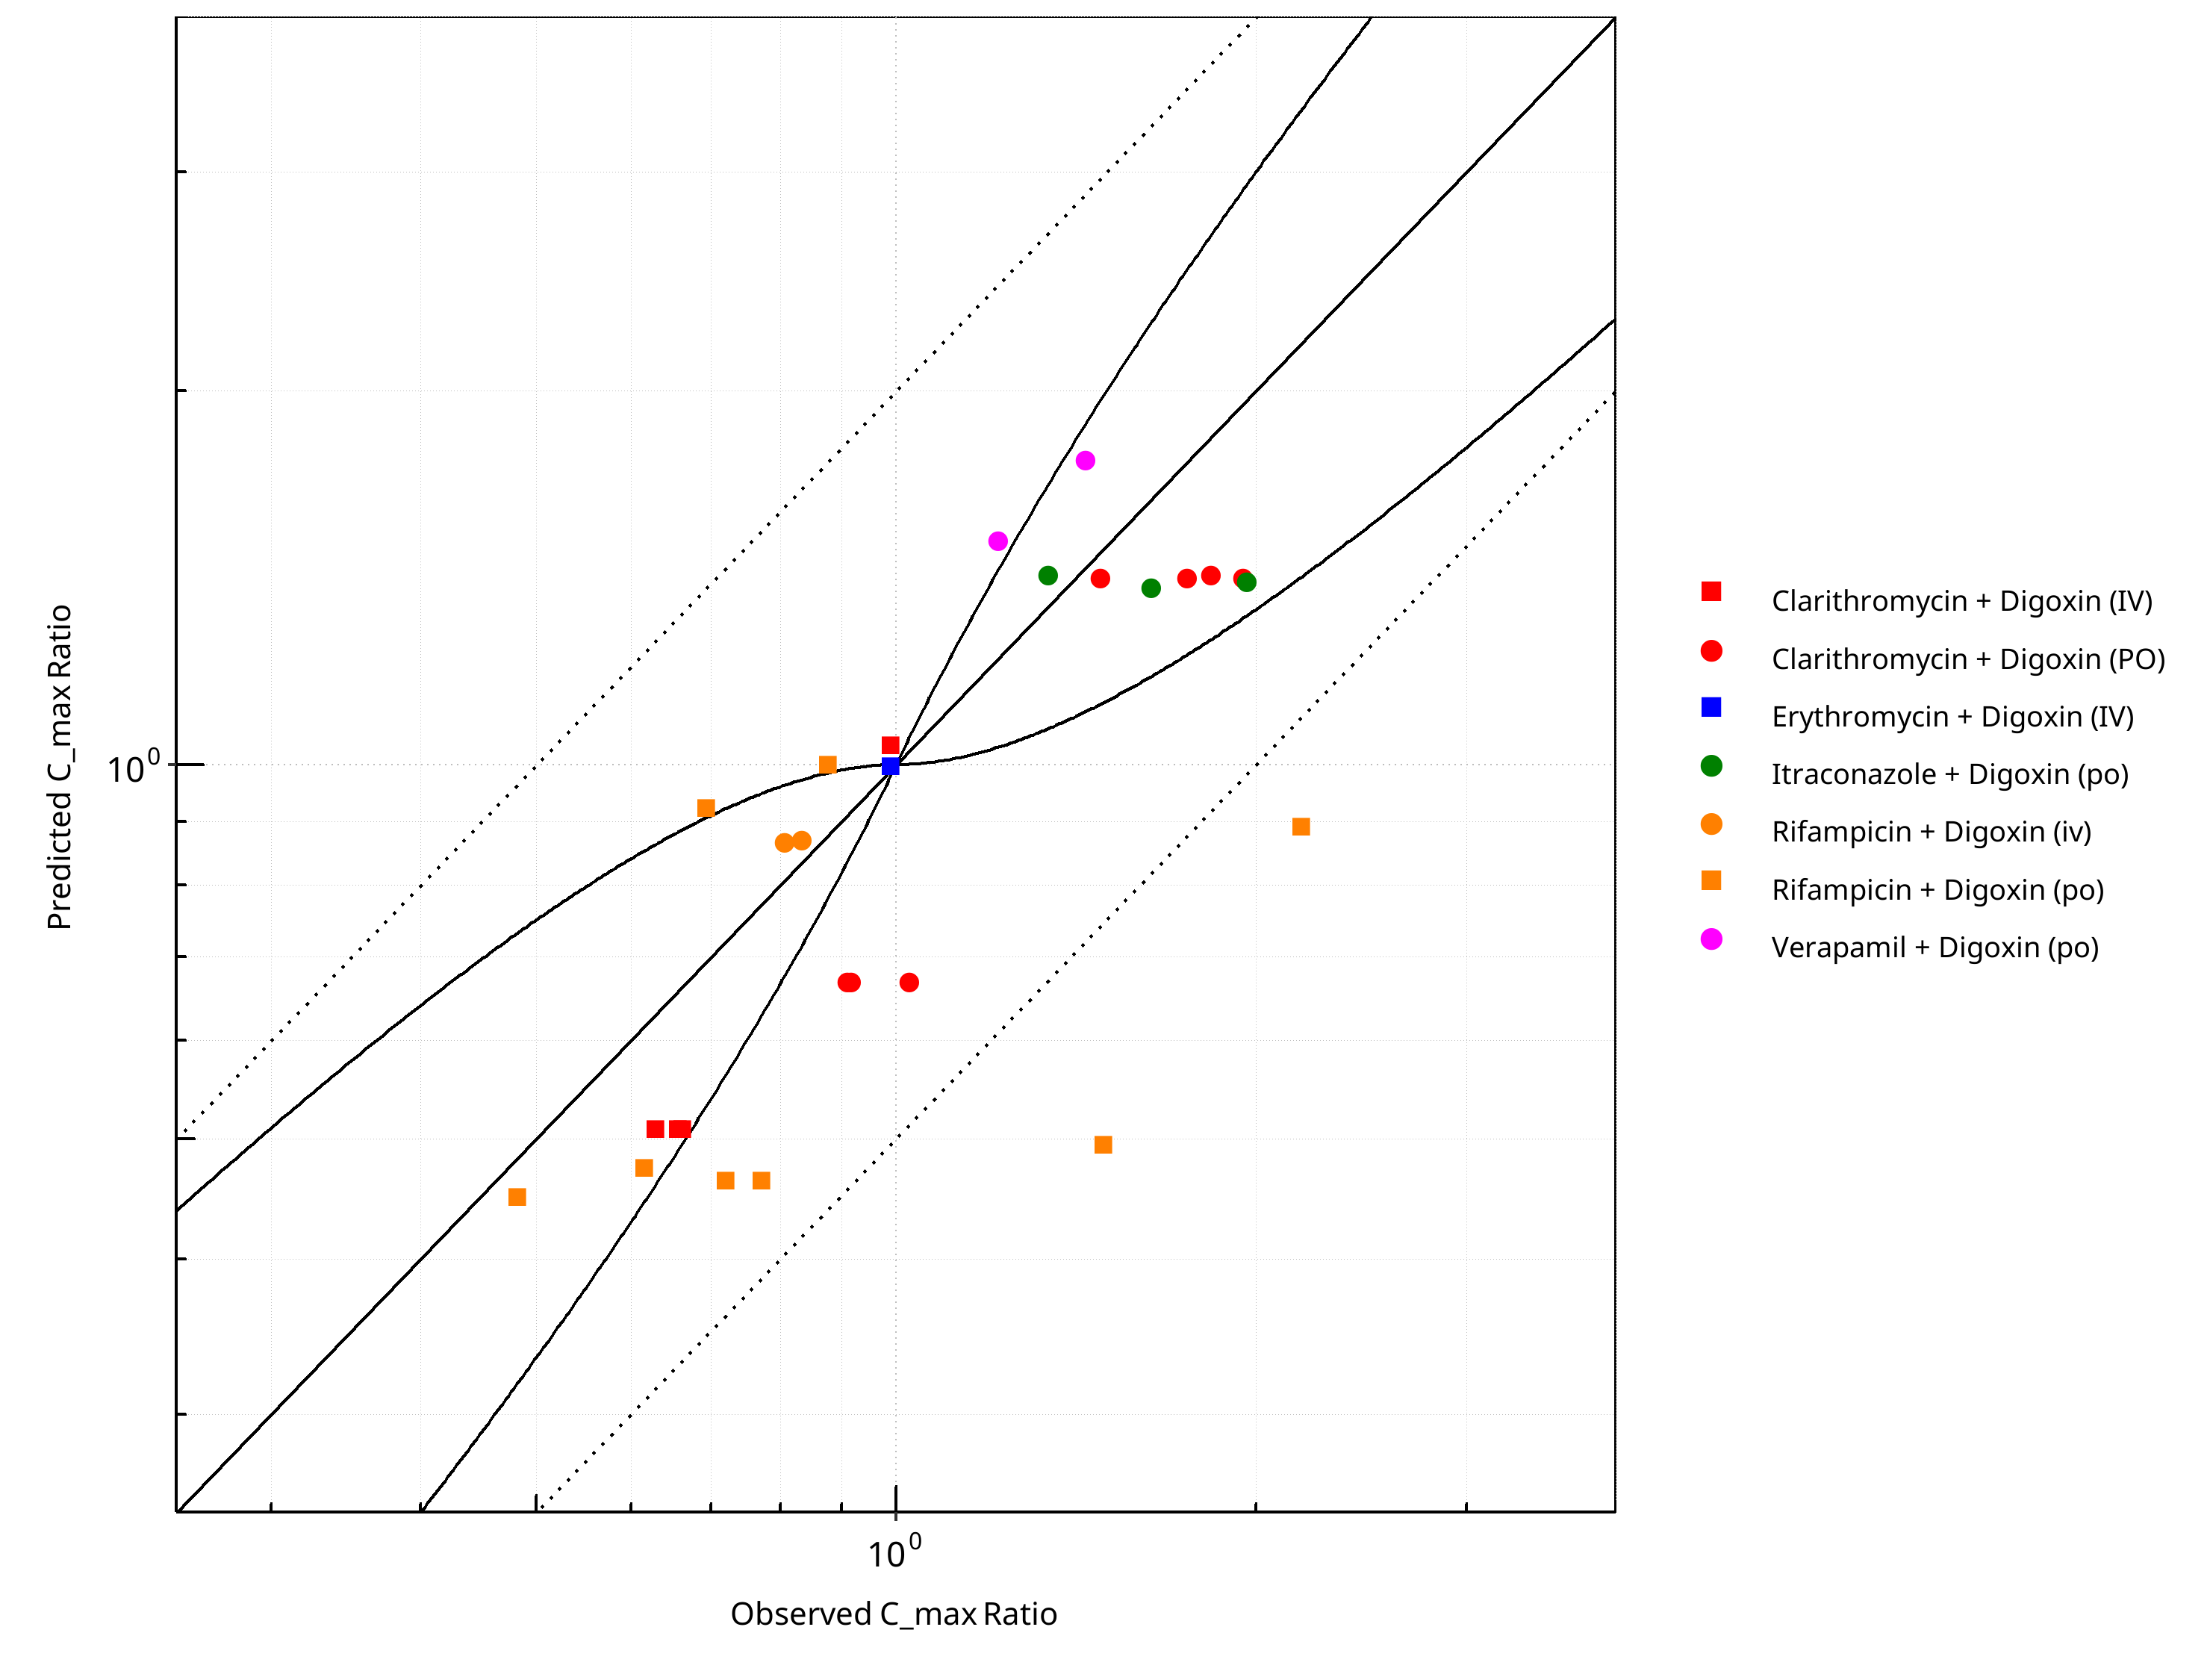 Predicted C_max Ratio
10^0
10^0
Observed C_max Ratio
Clarithromycin + Digoxin (IV)
Clarithromycin + Digoxin (PO)
Erythromycin + Digoxin (IV)
Itraconazole + Digoxin (po)
Rifampicin + Digoxin (iv)
Rifampicin + Digoxin (po)
Verapamil + Digoxin (po)